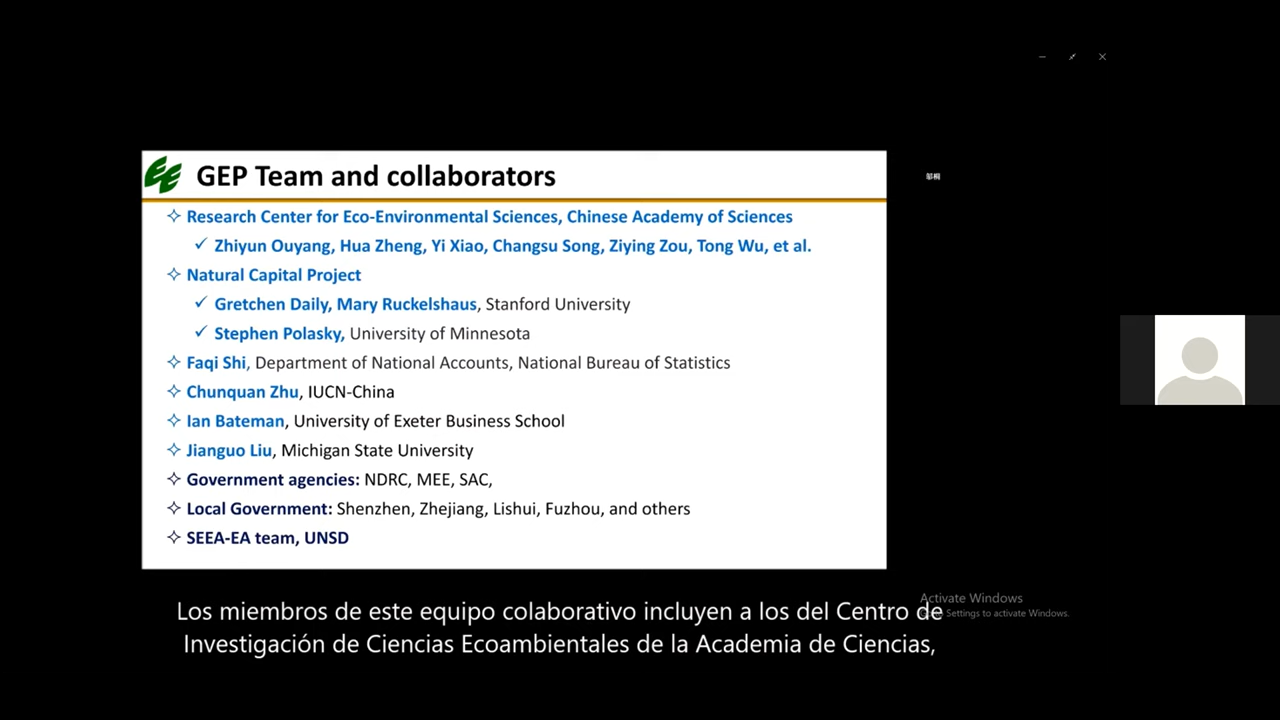 GEP Team and collaborators
✧ Research Center for Eco-Environmental Sciences, Chinese Academy of Sciences
✓ Zhiyun Ouyang, Hua Zheng, Yi Xiao, Changsu Song, Ziying Zou, Tong Wu, et al.
✧ Natural Capital Project
✓ Gretchen Daily, Mary Ruckelshaus, Stanford University
✓ Stephen Polasky, University of Minnesota
✧ Faqi Shi, Department of National Accounts, National Bureau of Statistics
✧ Chunquan Zhu, IUCN-China
✧ Ian Bateman, University of Exeter Business School
✧ Jianguo Liu, Michigan State University
✧ Government agencies: NDRC, MEE, SAC,
✧ Local Government: Shenzhen, Zhejiang, Lishui, Fuzhou, and others
✧ SEEA-EA team, UNSD
Activate Windows
Settings to activate Windows.
Los miembros de este equipo colaborativo incluyen a los del Centro de
Investigación de Ciencias Ecoambientales de la Academia de Ciencias,